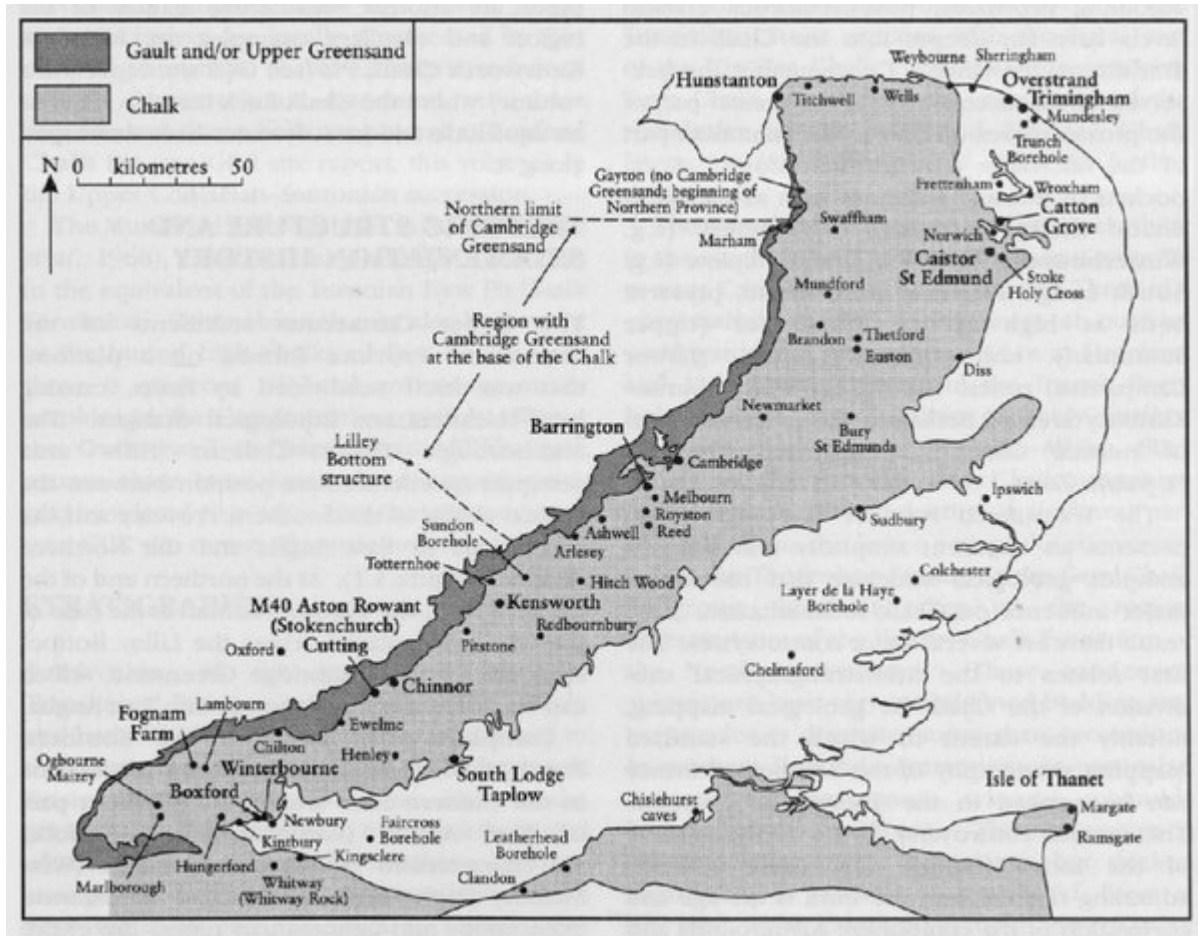 Gault and/or Upper Greensand
Chalk
N 0 kilometres 50
Hunstanton
Titchwell
Wells
Weybourne
Sheringham
Overstrand
Trimingham
Mundesley
Trunch
Borehole
Gayton (no Cambridge
Greensand; beginning of
Northern Province)
Frettenham
Wroxham
Catton
Grove
Northern limit
of Cambridge
Greensand
Marham
Swaffham
Norwich
Caistor
St Edmund
Stoke
Holy Cross
Mundford
Region with
Cambridge Greensand
at the base of the Chalk
Brandon
Thetford
Euston
Diss
Newmarket
Bury
St Edmunds
Barrington
Cambridge
Lilley
Bottom
structure
Melbourn
Royston
Reed
Ipswich
Sudbury
Sundon
Borehole
Ashwell
Arlesey
Totternhoe
Hitch Wood
Colchester
Layer de la Haye
Borehole
Kensworth
M40 Aston Rowant
(Stokenchurch)
Cutting
Redbournbury
Pitstone
Oxford
Chelmsford
Chinnor
Lambourn
Fognam
Farm
Ewelme
Chilton
Henley
Ogbourne
Maizey
Winterbourne
South Lodge
Taplow
Boxford
Newbury
Chislehurst
caves
Isle of Thanet
Margate
Ramsgate
Kintbury
Faircross
Borehole
Leatherhead
Borehole
Hungerford
Kingsclere
Marlborough
Whitway
(Whitway Rock)
Clandon